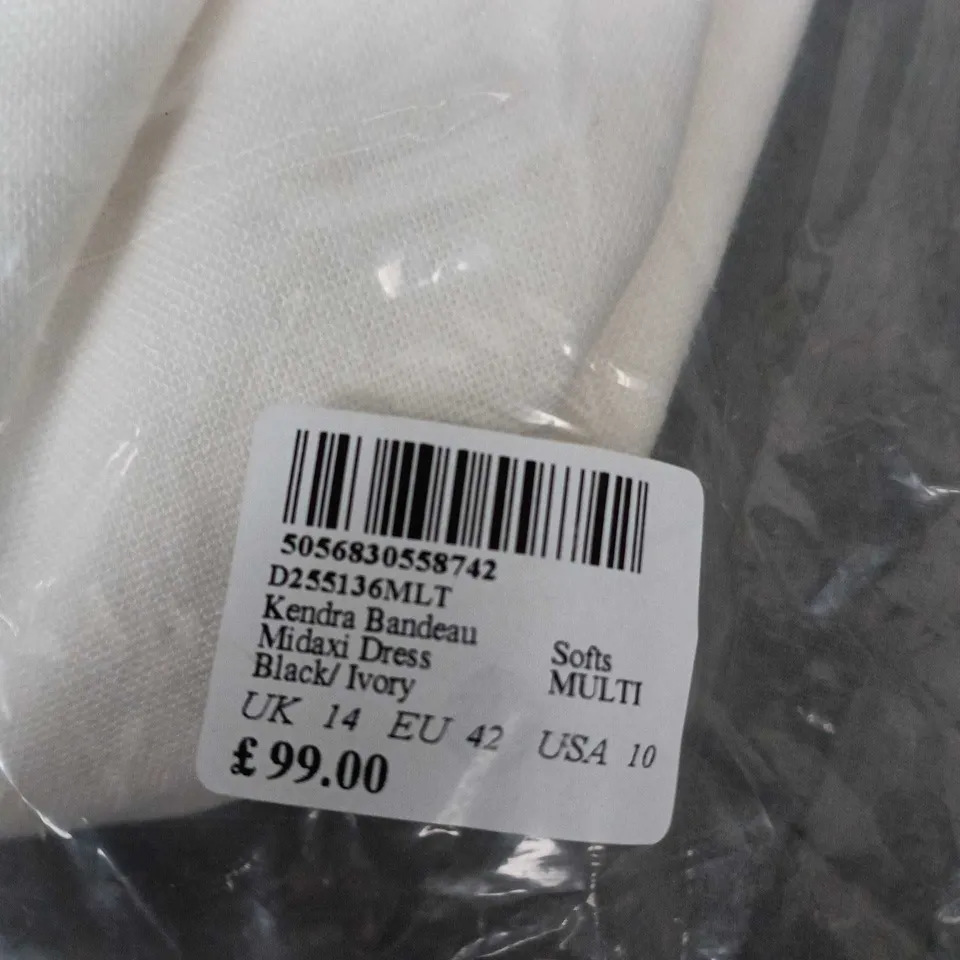 5056830558742
D255136MLT
Kendra Bandeau
Midaxi Dress Softs
Black/ Ivory MULTI
UK 14 EU 42 USA 10
£99.00